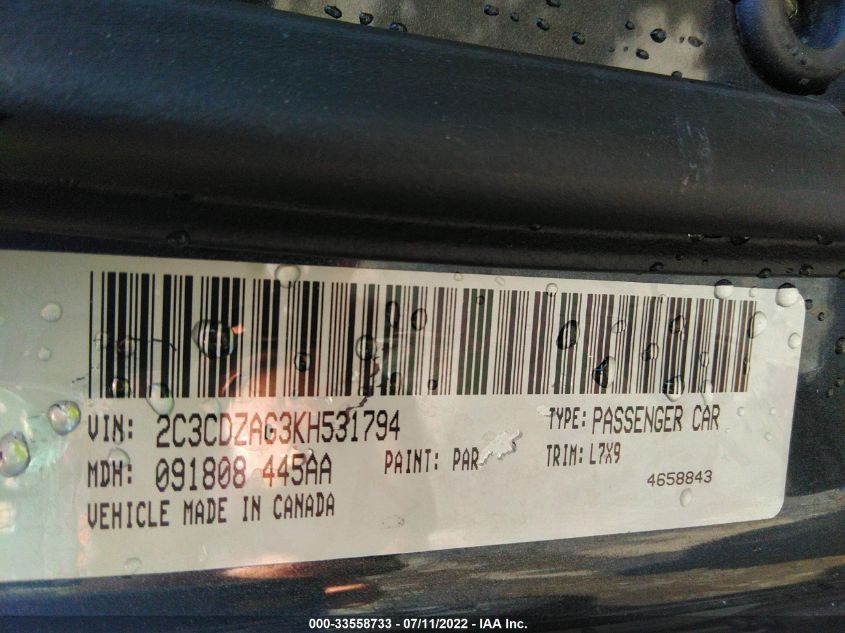 VIN: 2C3CDZAG3KH531794 TYPE: PASSENGER CAR
MDH: 091808 445AA PAINT: PAR TRIM: L7X9
4658843
VEHICLE MADE IN CANADA
000-33558733 - 07/11/2022 - IAA Inc.